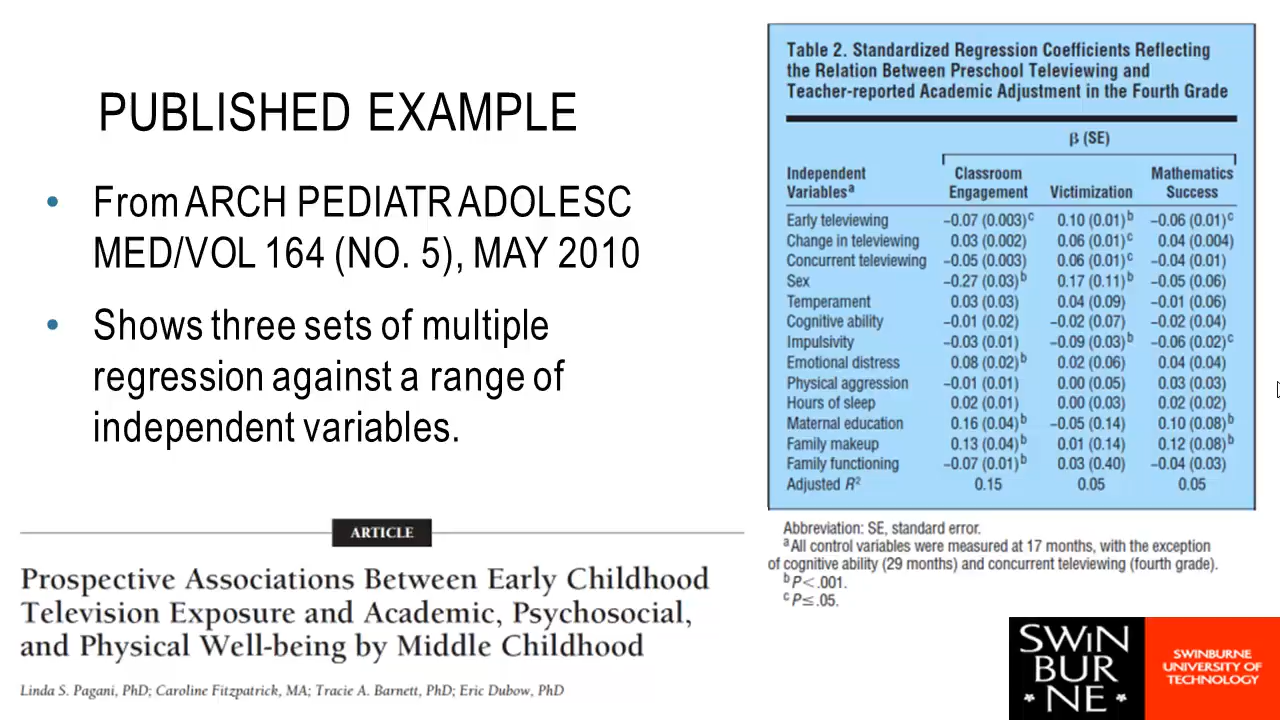 PUBLISHED EXAMPLE
• From ARCH PEDIATR ADOLESC
MED/VOL 164 (NO. 5), MAY 2010
• Shows three sets of multiple
regression against a range of
independent variables.
ARTICLE
Prospective Associations Between Early Childhood
Television Exposure and Academic, Psychosocial,
and Physical Well-being by Middle Childhood
Linda S. Pagani, PhD; Caroline Fitzpatrick, MA; Tracie A. Barnett, PhD; Eric Dubow, PhD
Table 2. Standardized Regression Coefficients Reflecting
the Relation Between Preschool Televiewing and
Teacher-reported Academic Adjustment in the Fourth Grade
β (SE)
Independent Classroom Mathematics
Variablesᵃ Engagement Victimization Success
Early televiewing −0.07 (0.003)ᶜ 0.10 (0.01)ᵇ −0.06 (0.01)ᶜ
Change in televiewing 0.03 (0.002) 0.06 (0.01)ᶜ 0.04 (0.004)
Concurrent televiewing −0.05 (0.003) 0.06 (0.01)ᶜ −0.04 (0.01)
Sex −0.27 (0.03)ᵇ 0.17 (0.11)ᵇ −0.05 (0.06)
Temperament 0.03 (0.03) 0.04 (0.09) −0.01 (0.06)
Cognitive ability −0.01 (0.02) −0.02 (0.07) −0.02 (0.04)
Impulsivity −0.03 (0.01) −0.09 (0.03)ᵇ −0.06 (0.02)ᶜ
Emotional distress 0.08 (0.02)ᵇ 0.02 (0.06) 0.04 (0.04)
Physical aggression −0.01 (0.01) 0.00 (0.05) 0.03 (0.03)
Hours of sleep 0.02 (0.01) 0.00 (0.03) 0.02 (0.02)
Maternal education 0.16 (0.04)ᵇ −0.05 (0.14) 0.10 (0.08)ᵇ
Family makeup 0.13 (0.04)ᵇ 0.01 (0.14) 0.12 (0.08)ᵇ
Family functioning −0.07 (0.01)ᵇ 0.03 (0.40) −0.04 (0.03)
Adjusted R² 0.15 0.05 0.05
Abbreviation: SE, standard error.
ᵃAll control variables were measured at 17 months, with the exception
of cognitive ability (29 months) and concurrent televiewing (fourth grade).
ᵇP<.001.
ᶜP≤.05.
SWIN
BUR
NE
SWINBURNE
UNIVERSITY OF
TECHNOLOGY